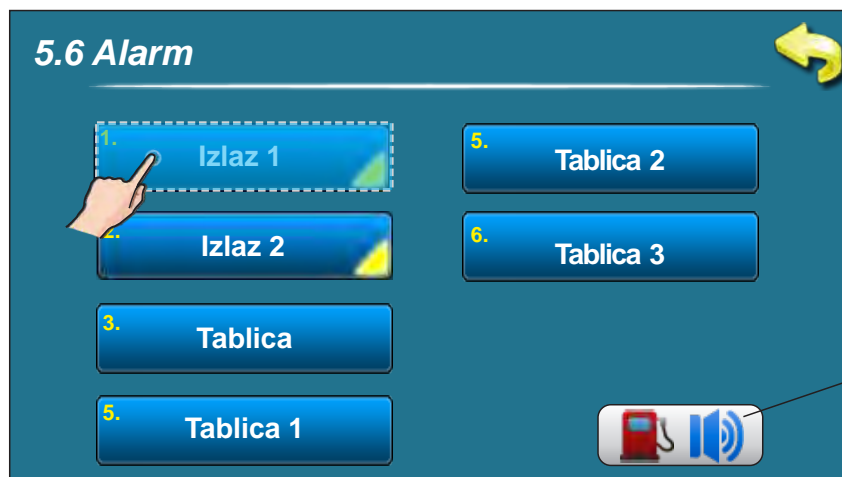 5.6 Alarm
1.
Izlaz 1
2.
Izlaz 2
3.
Tablica
5.
Tablica 1
5.
Tablica 2
6.
Tablica 3